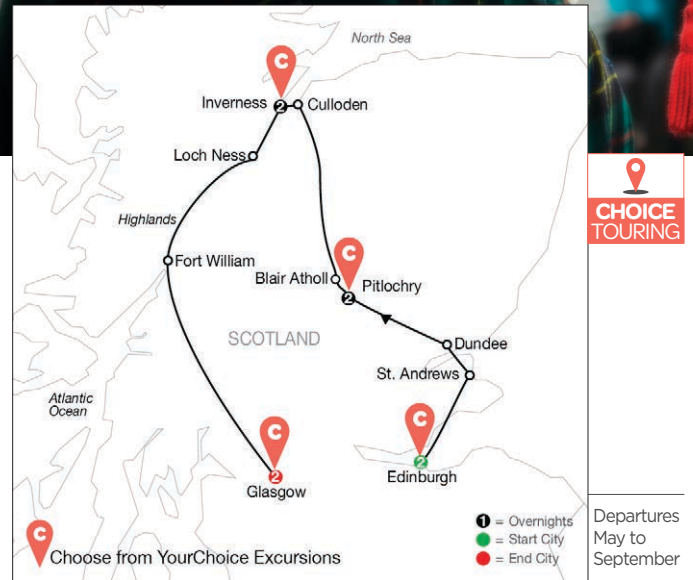 North Sea
C
Inverness
2
Culloden
Loch Ness
Highlands
Fort William
C
Blair Atholl
Pitlochry
2
SCOTLAND
Dundee
St. Andrews
Atlantic
Ocean
C
2
Glasgow
C
2
Edinburgh
C
Choose from YourChoice Excursions
1 = Overnights
= Start City
= End City
CHOICE
TOURING
Departures
May to
September